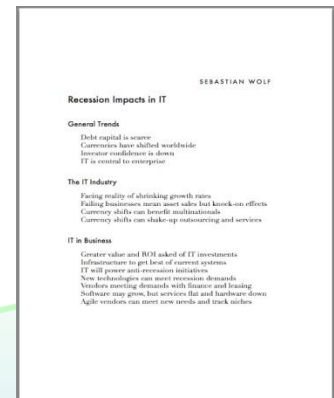 SEBASTIAN WOLF
Recession Impacts in IT
General Trends
Debt capital is scarce
Currencies have shifted worldwide
Investor confidence is down
IT is central to enterprise
The IT Industry
Facing reality of shrinking growth rates
Failing businesses mean asset sales but knock-on effects
Currency shifts can benefit multinationals
Currency shifts can shake-up outsourcing and services
IT in Business
Greater value and ROI asked of IT investments
Infrastructure to get best of current systems
IT will power anti-recession initiatives
New technologies can meet recession demands
Vendors meeting demands with finance and leasing
Software may grow, but services flat and hardware down
Agile vendors can meet new needs and track niches